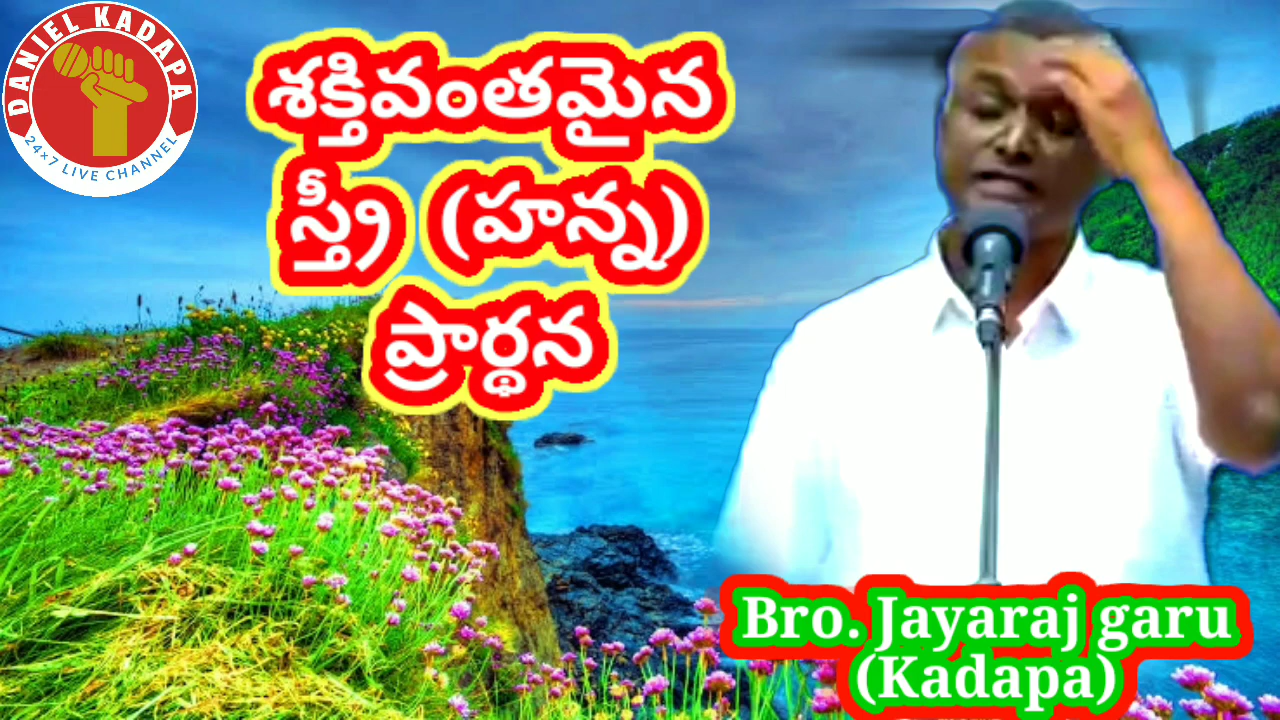 DANIEL KADAPA
24×7 LIVE CHANNEL
శక్తివంతమైన
స్త్రీ (హన్న)
ప్రార్థన
Bro. Jayaraj garu
(Kadapa)